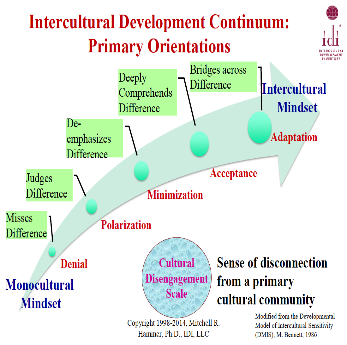 Intercultural Development Continuum:
Primary Orientations
idi
INTERCULTURAL
DEVELOPMENT
INVENTORY
Bridges across
Difference
Deeply
Comprehends
Difference
Intercultural
Mindset
De-
emphasizes
Difference
Adaptation
Judges
Difference
Acceptance
Minimization
Misses
Difference
Polarization
Denial
Monocultural
Mindset
Cultural
Disengagement
Scale
Sense of disconnection
from a primary
cultural community
Copyright 1998-2014, Mitchell R.
Hammer, Ph.D., IDI, LLC
Modified from the Developmental
Model of Intercultural Sensitivity
(DMIS), M. Bennett, 1986